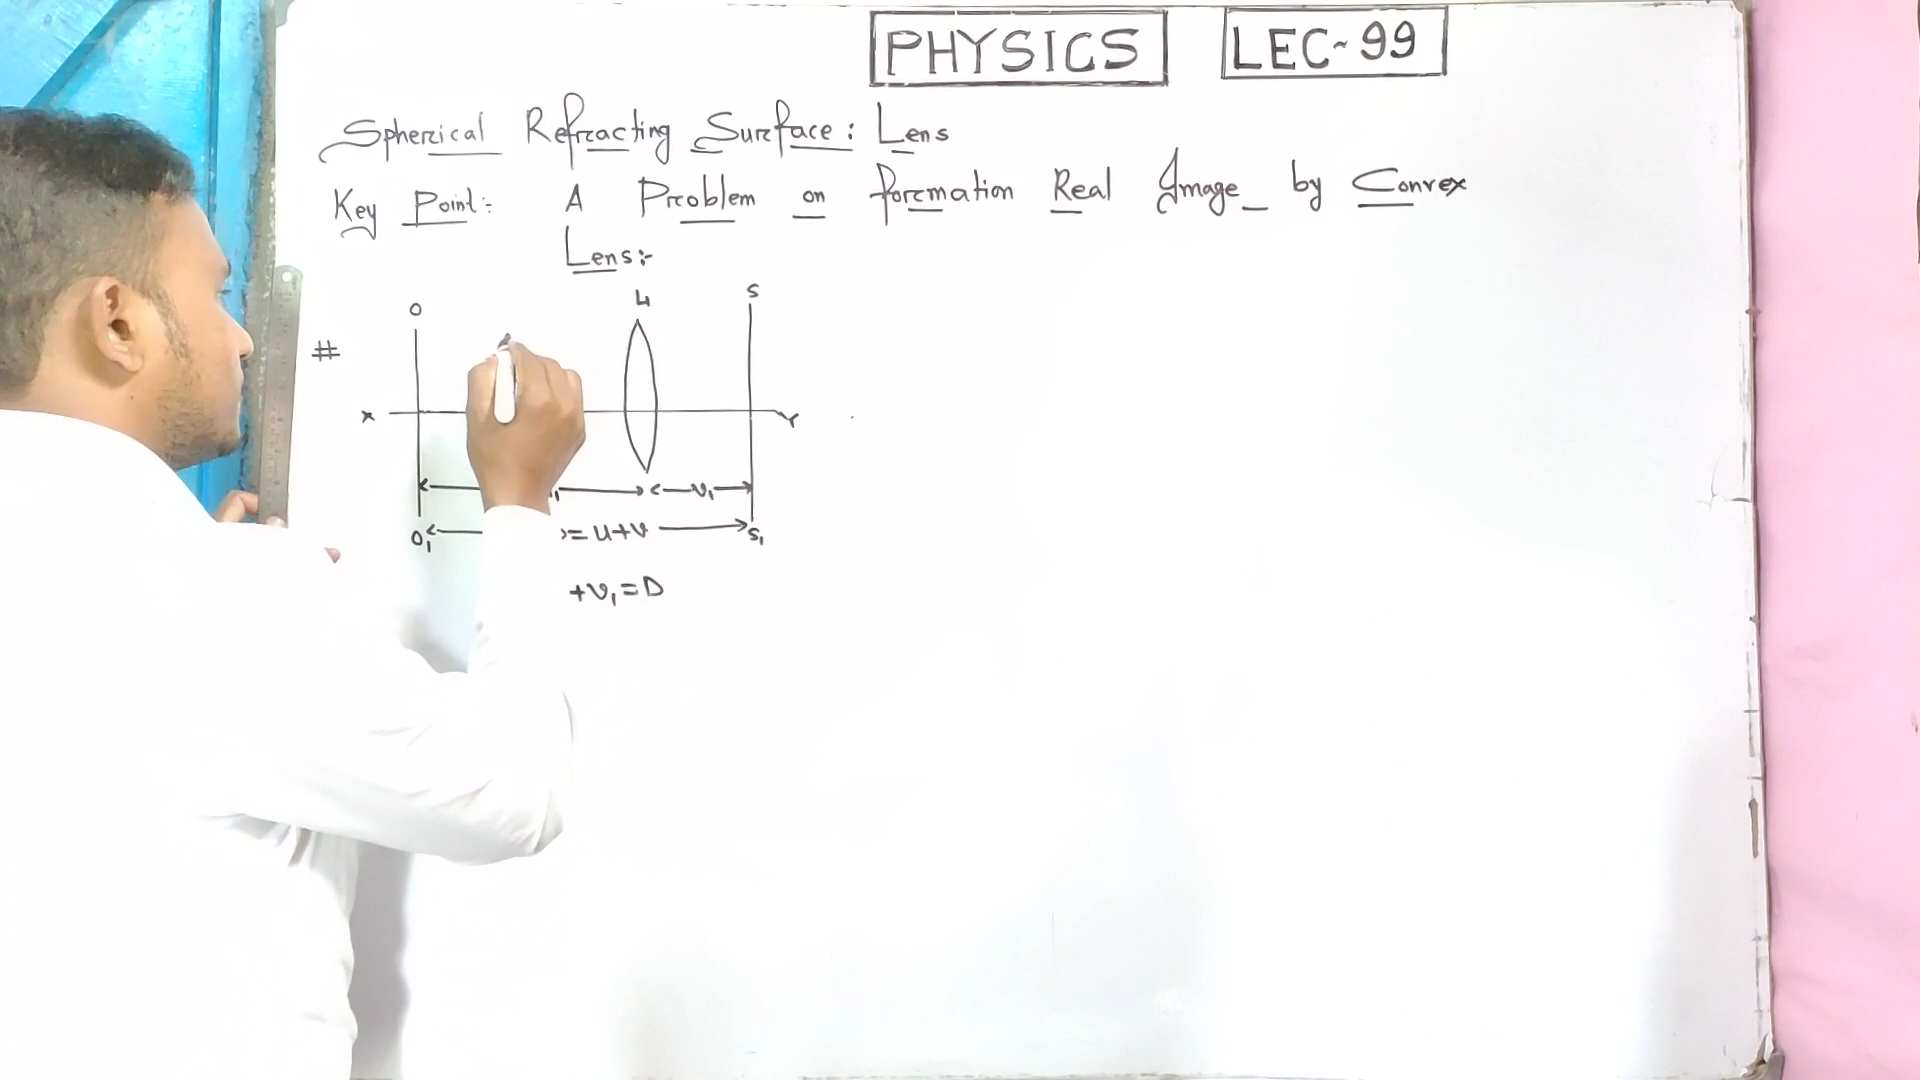 PHYSICS LEC-99
Spherical Refracting Surface: Lens
Key Point:- A Problem on formation Real Image by Convex
Lens:-
O L1 S
#
X Y
v₁
O₁ = u+v S₁
+v₁ = D